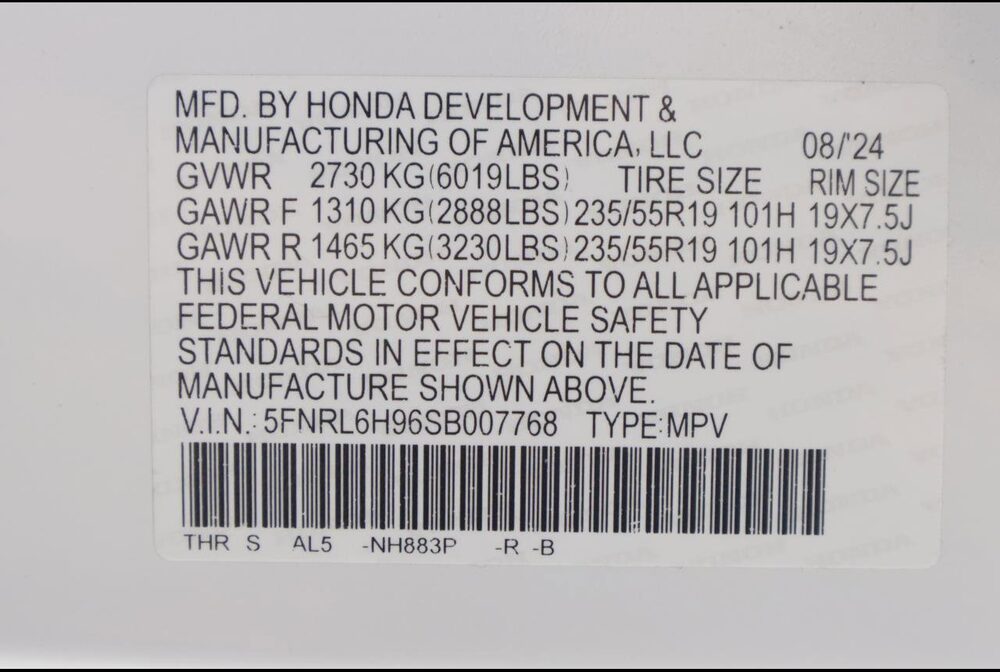 MFD. BY HONDA DEVELOPMENT &
MANUFACTURING OF AMERICA, LLC 08/'24
GVWR 2730 KG(6019LBS) TIRE SIZE RIM SIZE
GAWR F 1310 KG(2888LBS) 235/55R19 101H 19X7.5J
GAWR R 1465 KG(3230LBS) 235/55R19 101H 19X7.5J
THIS VEHICLE CONFORMS TO ALL APPLICABLE
FEDERAL MOTOR VEHICLE SAFETY
STANDARDS IN EFFECT ON THE DATE OF
MANUFACTURE SHOWN ABOVE.
V.I.N.: 5FNRL6H96SB007768 TYPE:MPV
THR S AL5 -NH883P -R -B